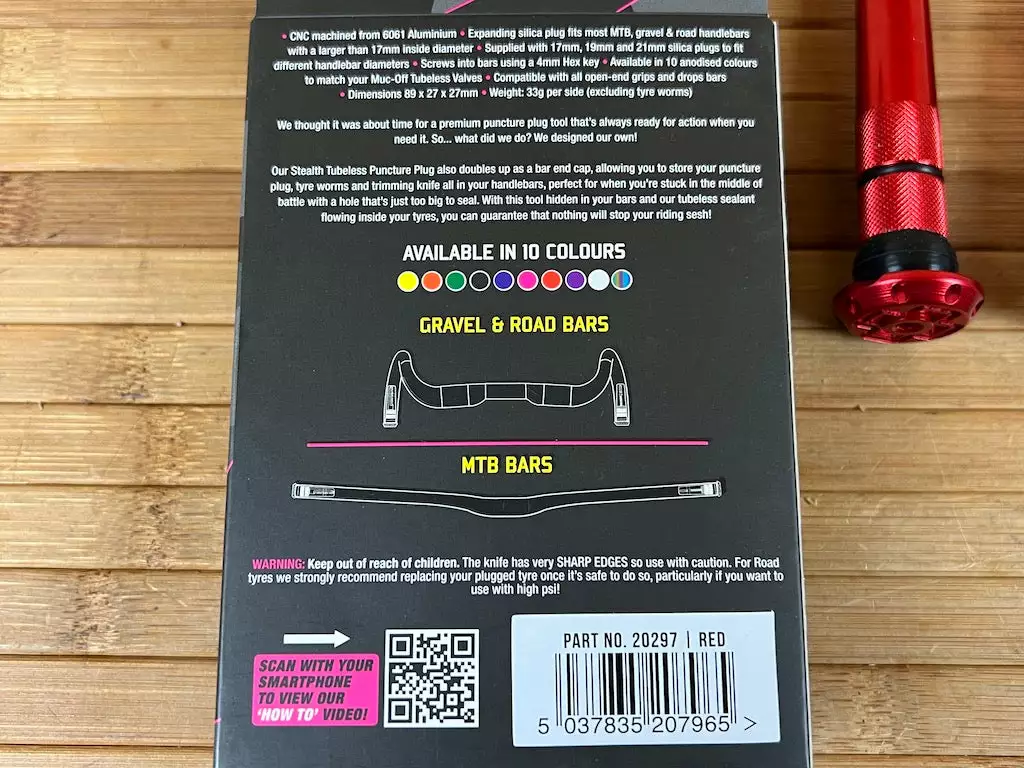 • CNC machined from 6061 Aluminium • Expanding silica plug fits most MTB, gravel & road handlebars
with a larger than 17mm inside diameter • Supplied with 17mm, 19mm and 21mm silica plugs to fit
different handlebar diameters • Screws into bars using a 4mm Hex key • Available in 10 anodised colours
to match your Muc-Off Tubeless Valves • Compatible with all open-end grips and drops bars
• Dimensions 89 x 27 x 27mm • Weight: 33g per side (excluding tyre worms)
We thought it was about time for a premium puncture plug tool that's always ready for action when you
need it. So... what did we do? We designed our own!
Our Stealth Tubeless Puncture Plug also doubles up as a bar end cap, allowing you to store your puncture
plug, tyre worms and trimming knife all in your handlebars, perfect for when you're stuck in the middle of
battle with a hole that's just too big to seal. With this tool hidden in your bars and our tubeless sealant
flowing inside your tyres, you can guarantee that nothing will stop your riding sesh!
AVAILABLE IN 10 COLOURS
GRAVEL & ROAD BARS
MTB BARS
WARNING: Keep out of reach of children. The knife has very SHARP EDGES so use with caution. For Road
tyres we strongly recommend replacing your plugged tyre once it's safe to do so, particularly if you want to
use with high psi!
SCAN WITH YOUR
SMARTPHONE
TO VIEW OUR
'HOW TO' VIDEO!
PART NO. 20297 | RED
5 037835 207965 >